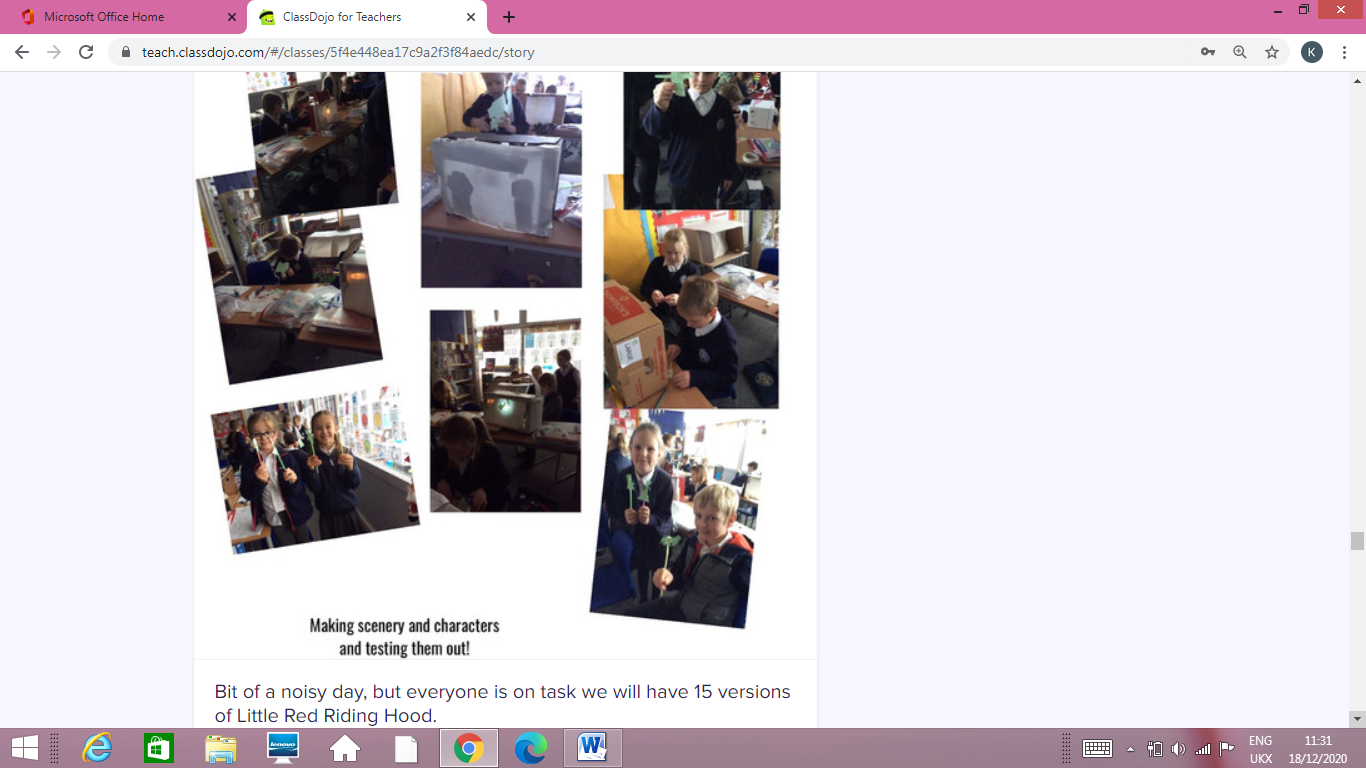 Microsoft Office Home
ClassDojo for Teachers
teach.classdojo.com/#/classes/5f4e448ea17c9a2f3f84aedc/story
K
LARGE
Making scenery and characters
and testing them out!
Bit of a noisy day, but everyone is on task we will have 15 versions
of Little Red Riding Hood.
lenovo
ENG
11:31
UKX
18/12/2020